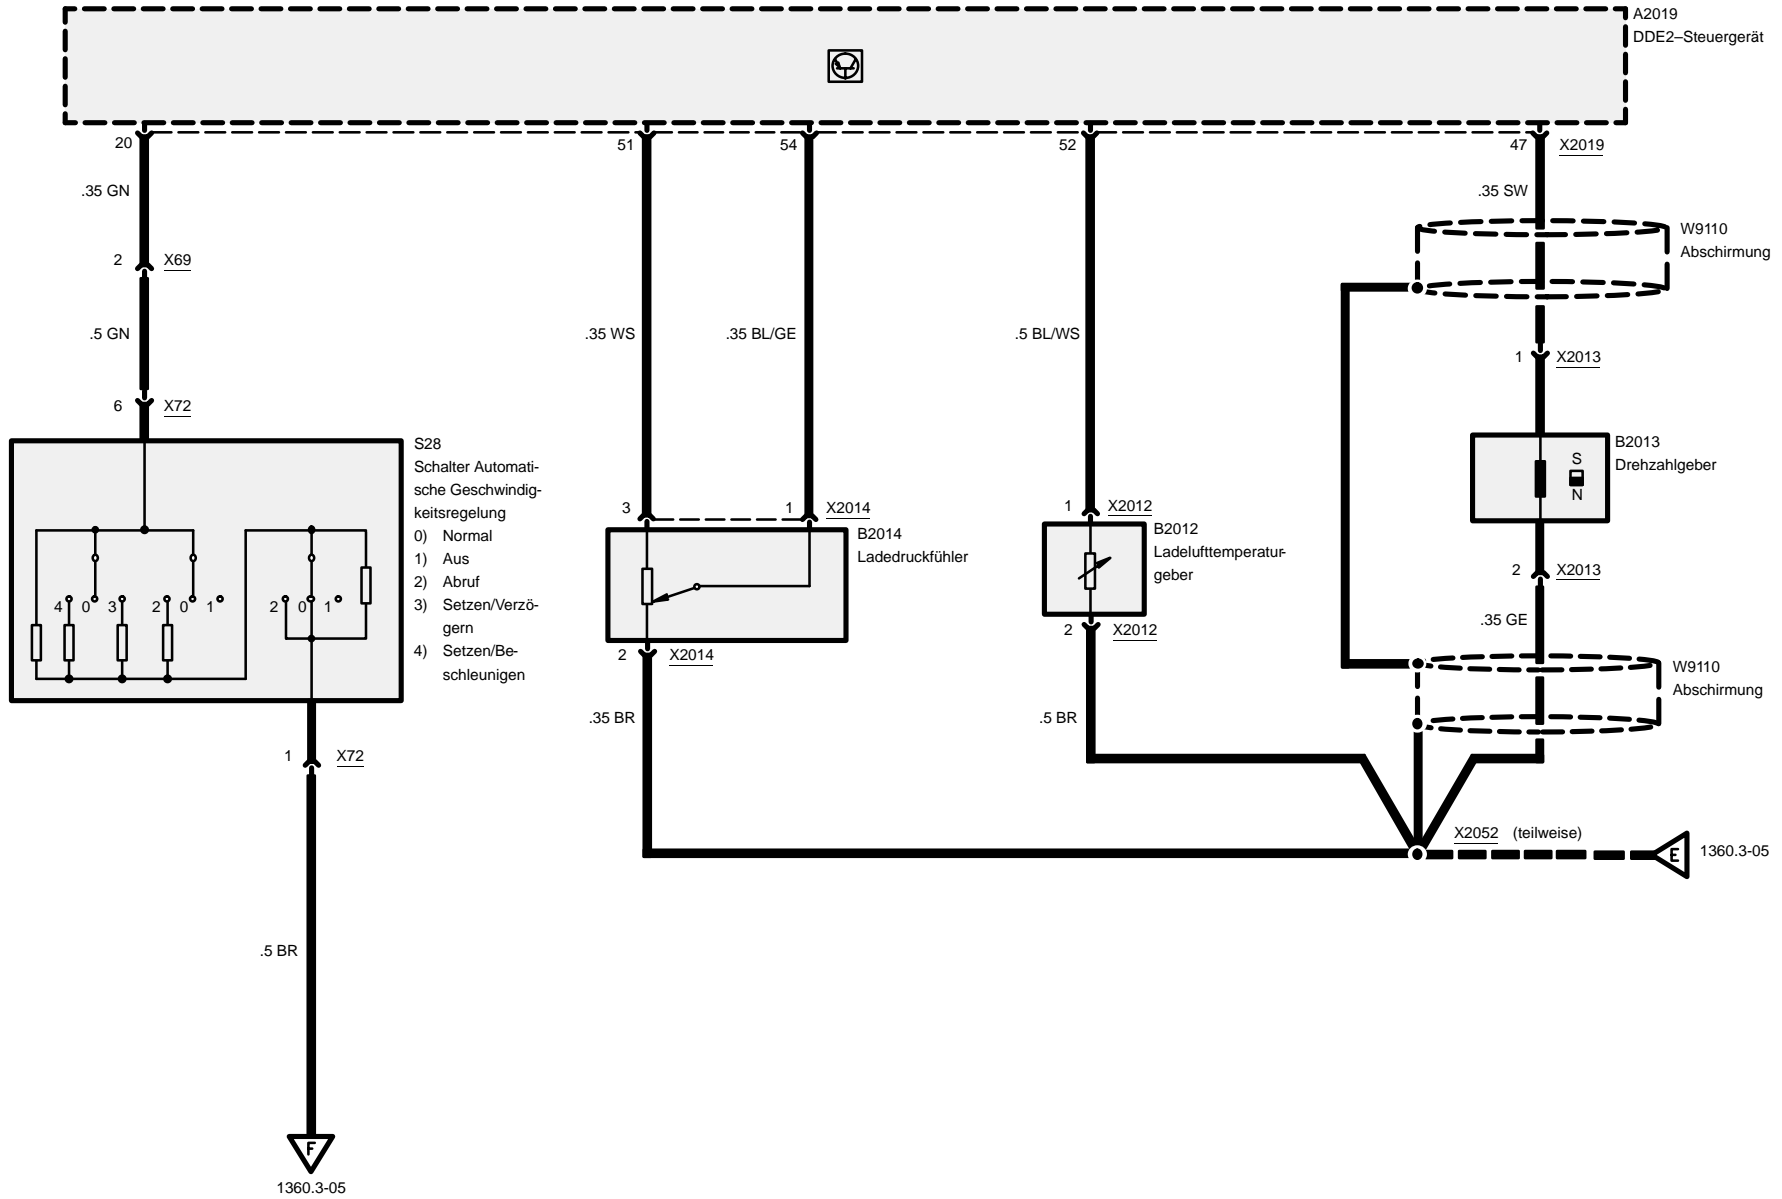 A2019
DDE2–Steuergerät
20
51
54
52
47
X2019
.35 GN
.35 SW
W9110
Abschirmung
2
X69
.5 GN
.35 WS
.35 BL/GE
.5 BL/WS
1
X2013
6
X72
S28
Schalter Automati-
sche Geschwindig-
keitsregelung
0) Normal
1) Aus
2) Abruf
3) Setzen/Verzö-
gern
4) Setzen/Be-
schleunigen
B2013
Drehzahlgeber
S
N
3
1
X2014
B2014
Ladedruckfühler
1
X2012
B2012
Ladelufttemperatur-
geber
2
X2013
4 0 3 2 0 1 2 0 1
.35 GE
2
X2014
2
X2012
W9110
Abschirmung
.35 BR
.5 BR
1
X72
X2052 (teilweise)
E
1360.3-05
.5 BR
F
1360.3-05